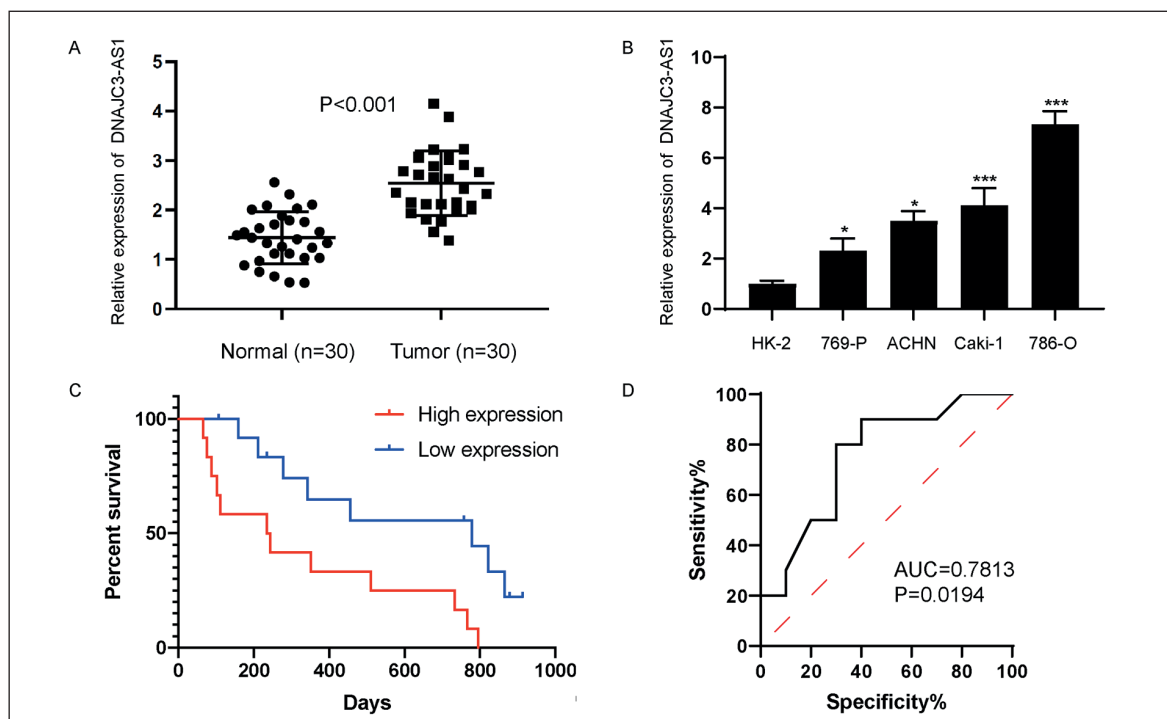 A
Relative expression of DNAJC3-AS1
5
4
3
2
1
0
P<0.001
Normal (n=30)
Tumor (n=30)
B
Relative expression of DNAJC3-AS1
10
8
6
4
2
0
*
*
***
***
HK-2
769-P
ACHN
Caki-1
786-O
C
Percent survival
100
50
0
High expression
Low expression
0
200
400
600
800
1000
Days
D
Sensitivity%
100
80
60
40
20
0
AUC=0.7813
P=0.0194
0
20
40
60
80
100
Specificity%